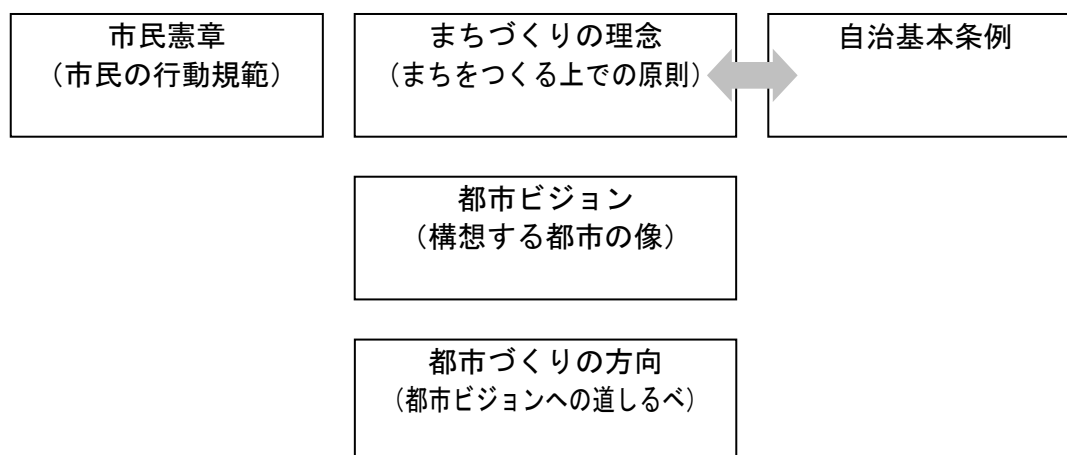 市民憲章
(市民の行動規範)
まちづくりの理念
(まちをつくる上での原則)
自治基本条例
都市ビジョン
(構想する都市の像)
都市づくりの方向
(都市ビジョンへの道しるべ)